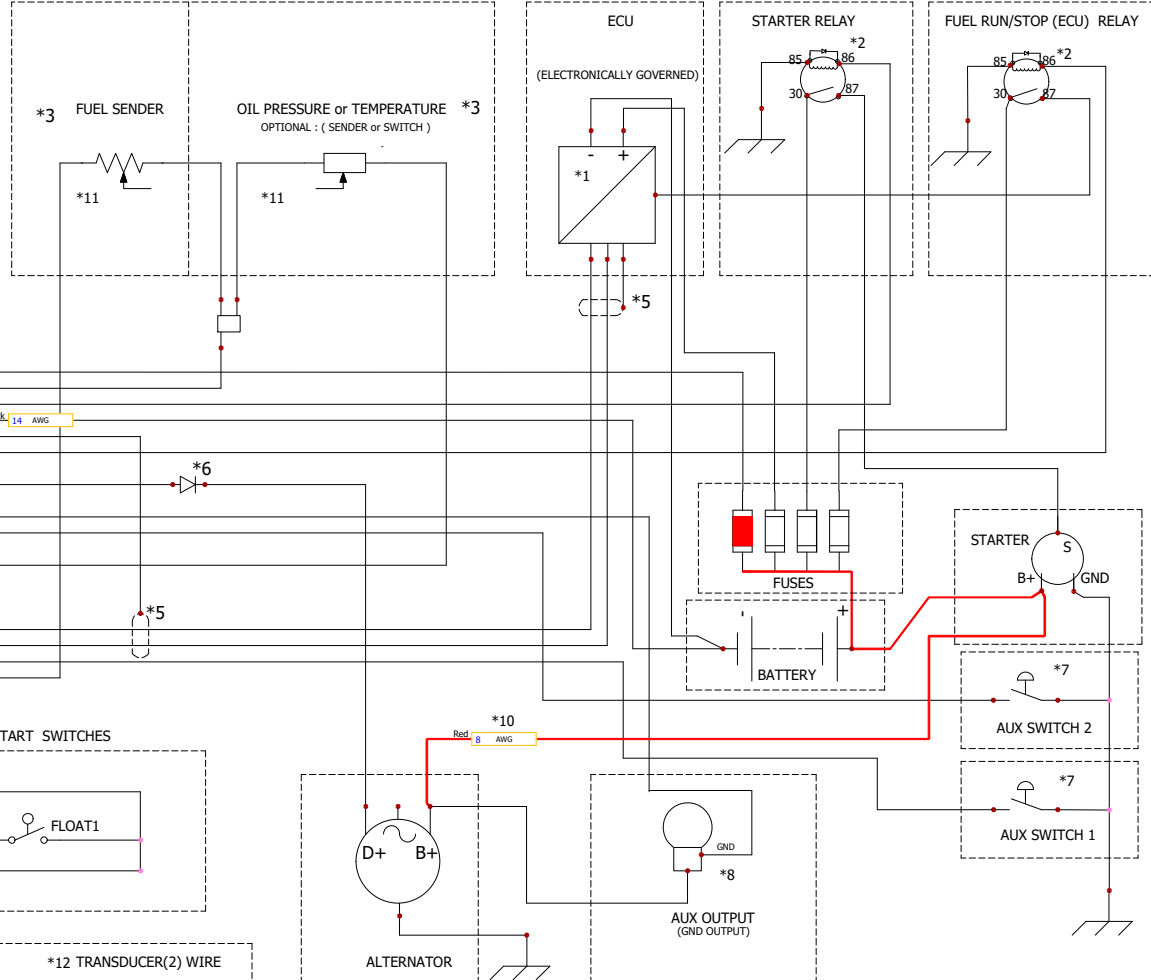 ECU
STARTER RELAY
FUEL RUN/STOP (ECU) RELAY
*2
*2
85
86
85
86
(ELECTRONICALLY GOVERNED)
30
87
30
87
*3
FUEL SENDER
OIL PRESSURE or TEMPERATURE
*3
OPTIONAL : ( SENDER or SWITCH )
- +
*1
*11
*11
*5
k 14 AWG
*6
STARTER
S
B+
GND
FUSES
*5
- +
BATTERY
*7
AUX SWITCH 2
*10
Red 8 AWG
TART SWITCHES
*7
FLOAT1
AUX SWITCH 1
D+
B+
GND
*8
AUX OUTPUT
(GND OUTPUT)
*12 TRANSDUCER(2) WIRE
ALTERNATOR